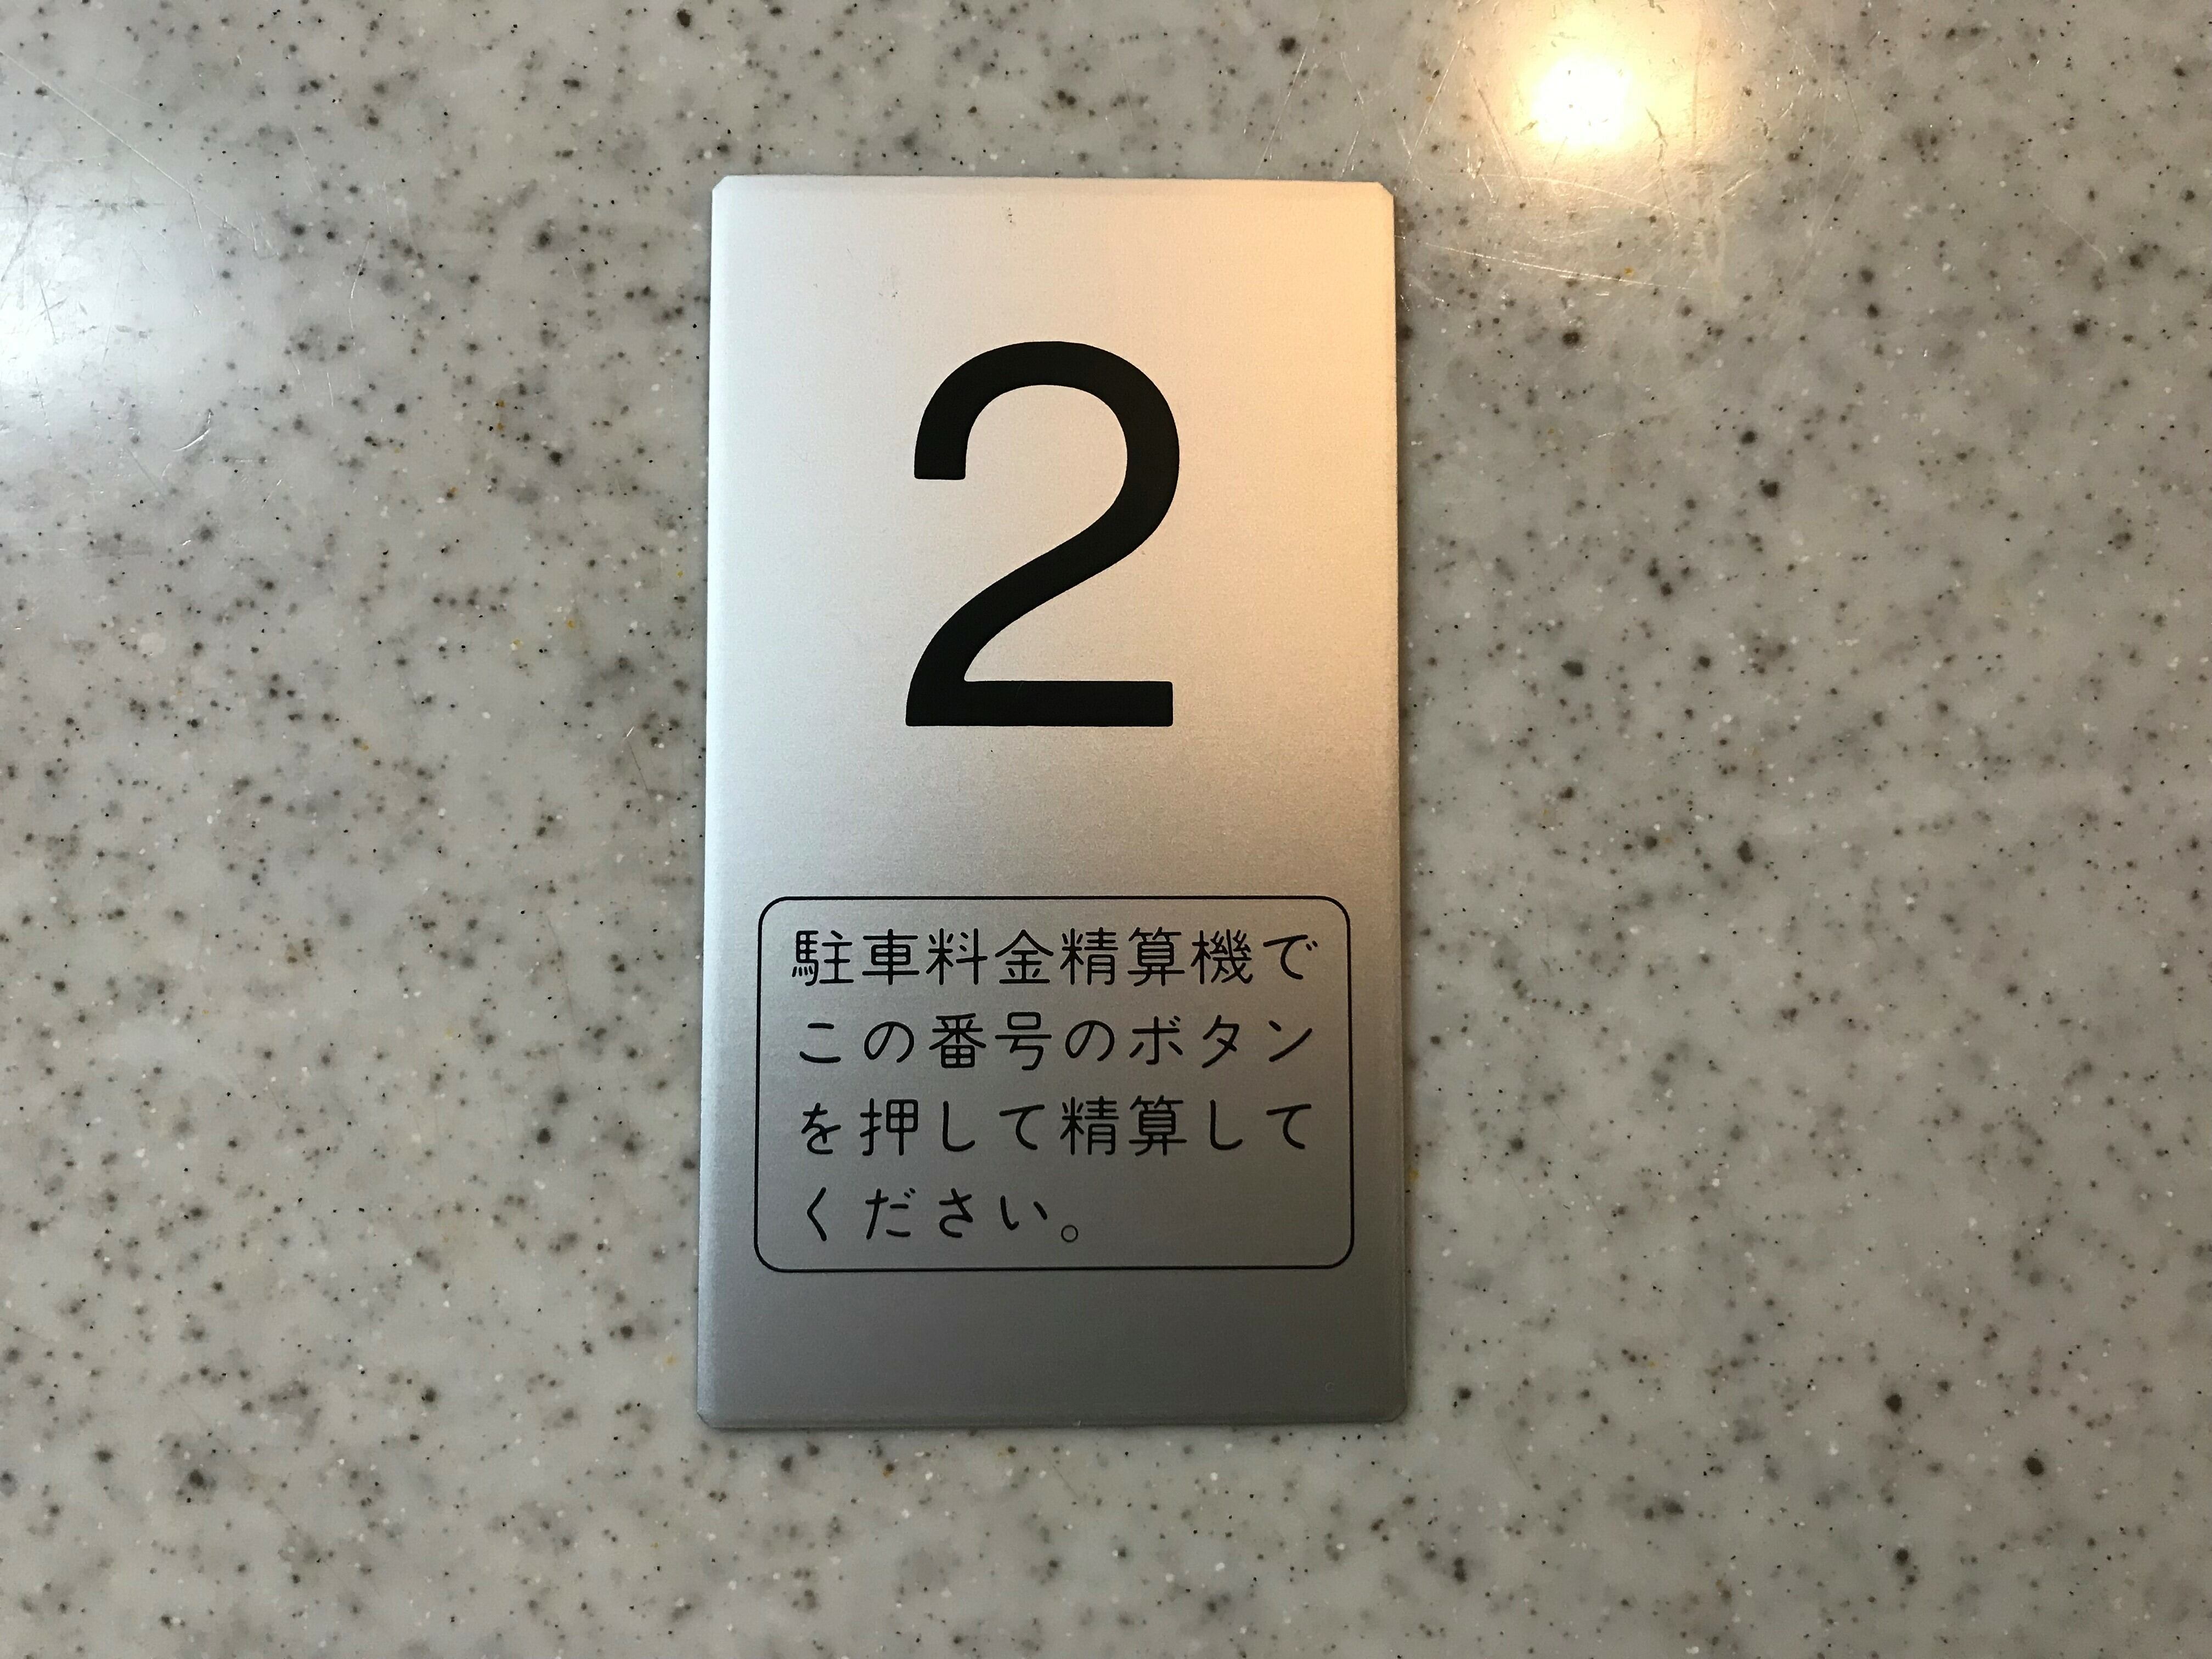 2
駐車料金精算機で
この番号のボタン
を押して精算して
ください。